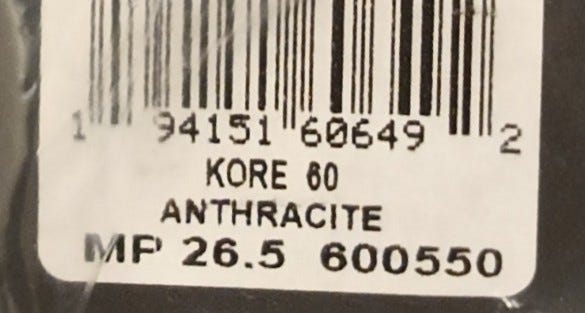 1 94151 60649 2
KORE 60
ANTHRACITE
MP 26.5 600550